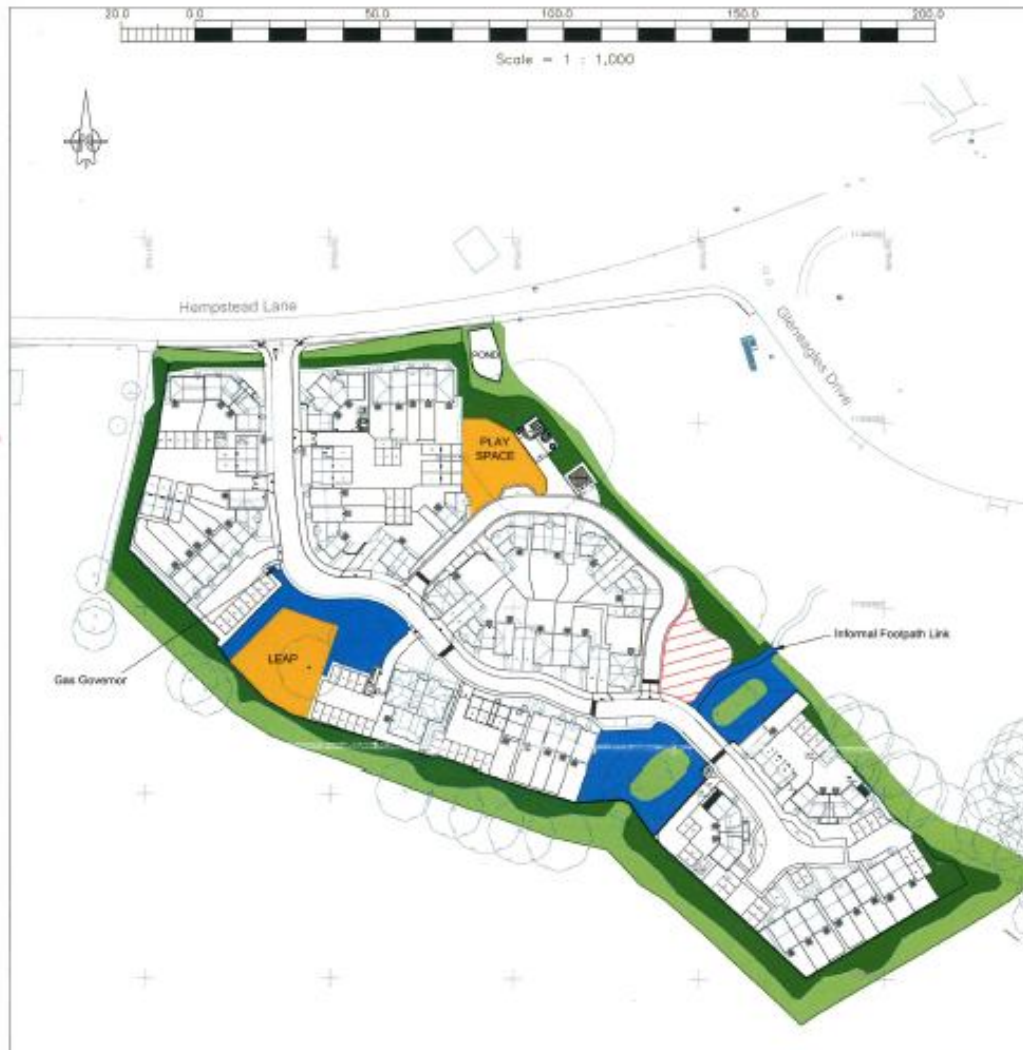 20.0 0.0 50.0 100.0 150.0 200.0
Scale = 1 : 1,000
Hempstead Lane
Gleneagles Drive
POND
PLAY
SPACE
Informal Footpath Link
LEAP
Gas Governor